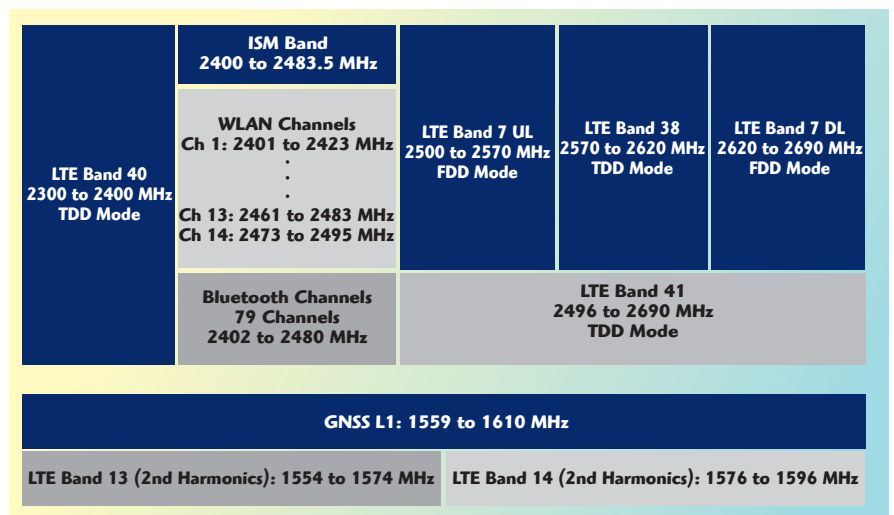 LTE Band 40
2300 to 2400 MHz
TDD Mode
ISM Band
2400 to 2483.5 MHz
WLAN Channels
Ch 1: 2401 to 2423 MHz
.
.
.
Ch 13: 2461 to 2483 MHz
Ch 14: 2473 to 2495 MHz
Bluetooth Channels
79 Channels
2402 to 2480 MHz
LTE Band 7 UL
2500 to 2570 MHz
FDD Mode
LTE Band 38
2570 to 2620 MHz
TDD Mode
LTE Band 7 DL
2620 to 2690 MHz
FDD Mode
LTE Band 41
2496 to 2690 MHz
TDD Mode
GNSS L1: 1559 to 1610 MHz
LTE Band 13 (2nd Harmonics): 1554 to 1574 MHz
LTE Band 14 (2nd Harmonics): 1576 to 1596 MHz